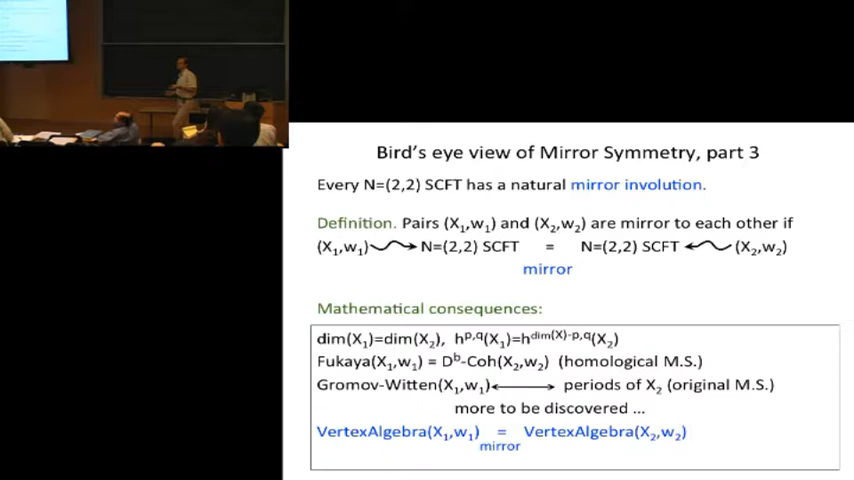 Bird's eye view of Mirror Symmetry, part 3
Every N=(2,2) SCFT has a natural mirror involution.
Definition. Pairs (X₁,w₁) and (X₂,w₂) are mirror to each other if
(X₁,w₁) N=(2,2) SCFT = N=(2,2) SCFT (X₂,w₂)
mirror
Mathematical consequences:
dim(X₁)=dim(X₂), hᵖ,q(X₁)=hᵈⁱᵐ⁽ˣ⁾⁻ᵖ,q(X₂)
Fukaya(X₁,w₁) = Dᵇ-Coh(X₂,w₂) (homological M.S.)
Gromov-Witten(X₁,w₁) ⟷ periods of X₂ (original M.S.)
more to be discovered ...
VertexAlgebra(X₁,w₁) = VertexAlgebra(X₂,w₂)
mirror